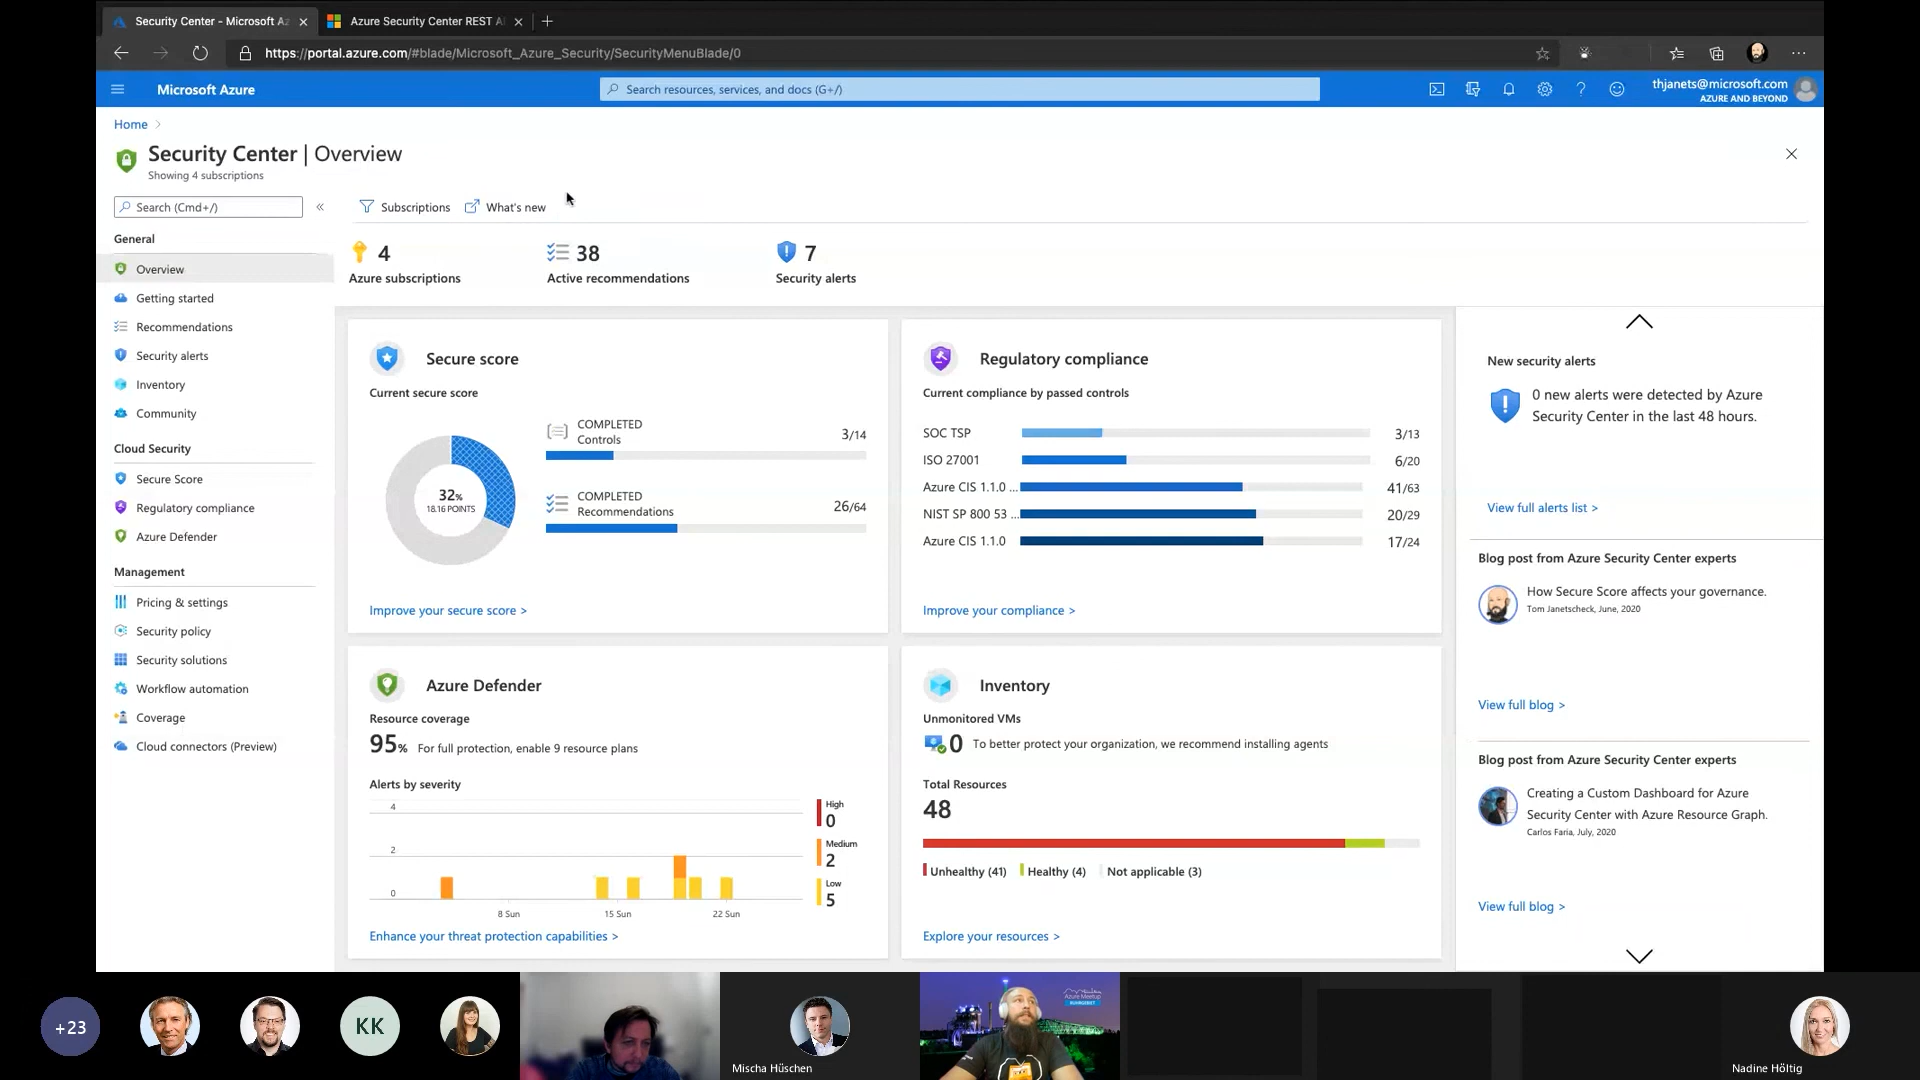 Security Center - Microsoft Az
Azure Security Center REST A
https://portal.azure.com/#blade/Microsoft_Azure_Security/SecurityMenuBlade/0
Microsoft Azure
Search resources, services, and docs (G+/)
thjanets@microsoft.com
AZURE AND BEYOND
Home
Security Center | Overview
Showing 4 subscriptions
Search (Cmd+/)
Subscriptions
What's new
General
Overview
Getting started
Recommendations
Security alerts
Inventory
Community
Cloud Security
Secure Score
Regulatory compliance
Azure Defender
Management
Pricing & settings
Security policy
Security solutions
Workflow automation
Coverage
Cloud connectors (Preview)
4
Azure subscriptions
38
Active recommendations
7
Security alerts
Secure score
Current secure score
32%
18.16 POINTS
COMPLETED
Controls
3/14
COMPLETED
Recommendations
26/64
Improve your secure score >
Regulatory compliance
Current compliance by passed controls
SOC TSP 3/13
ISO 27001 6/20
Azure CIS 1.1.0 ... 41/63
NIST SP 800 53 ... 20/29
Azure CIS 1.1.0 17/24
Improve your compliance >
Azure Defender
Resource coverage
95% For full protection, enable 9 resource plans
Alerts by severity
4
2
0
8 Sun 15 Sun 22 Sun
High
0
Medium
2
Low
5
Enhance your threat protection capabilities >
Inventory
Unmonitored VMs
0 To better protect your organization, we recommend installing agents
Total Resources
48
Unhealthy (41) Healthy (4) Not applicable (3)
Explore your resources >
New security alerts
0 new alerts were detected by Azure
Security Center in the last 48 hours.
View full alerts list >
Blog post from Azure Security Center experts
How Secure Score affects your governance.
Tom Janetscheck, June, 2020
View full blog >
Blog post from Azure Security Center experts
Creating a Custom Dashboard for Azure
Security Center with Azure Resource Graph.
Carlos Faria, July, 2020
View full blog >
+23
KK
Mischa Hüschen
Azure Meetup
Nadine Höltig